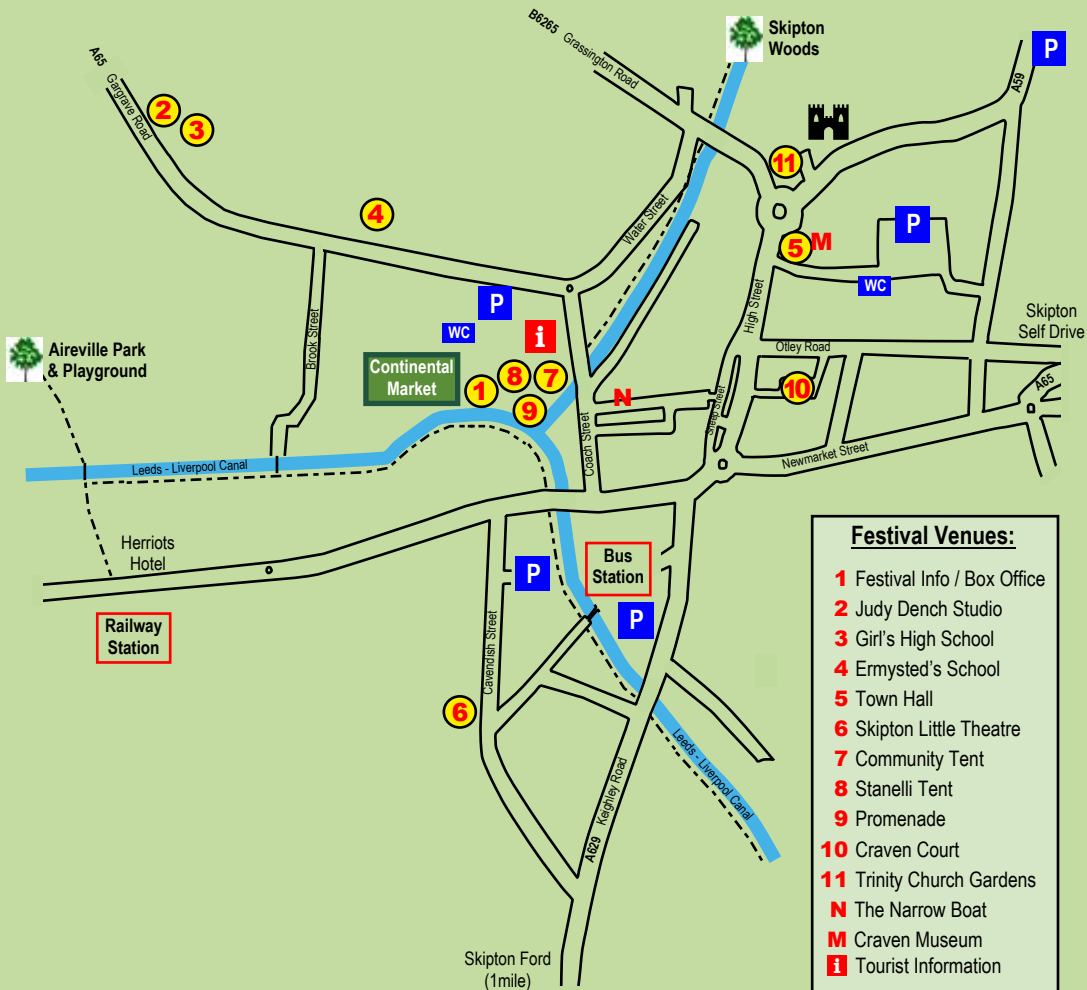 B6265 Grassington Road
Skipton
Woods
P
A59
A65 Gargrave Road
2
3
11
4
Water Street
5 M
P
WC
High Street
Brook Street
P
WC
i
Skipton
Self Drive
Otley Road
A65
Aireville Park
& Playground
Continental
Market
1
8
7
9
N
10
Sheep Street
Coach Street
Newmarket Street
Leeds - Liverpool Canal
Herriots
Hotel
Railway
Station
P
Bus
Station
P
Cavendish Street
6
Leeds - Liverpool Canal
A629 Keighley Road
Skipton Ford
(1mile)
Festival Venues:
1 Festival Info / Box Office
2 Judy Dench Studio
3 Girl's High School
4 Ermysted's School
5 Town Hall
6 Skipton Little Theatre
7 Community Tent
8 Stanelli Tent
9 Promenade
10 Craven Court
11 Trinity Church Gardens
N The Narrow Boat
M Craven Museum
i Tourist Information